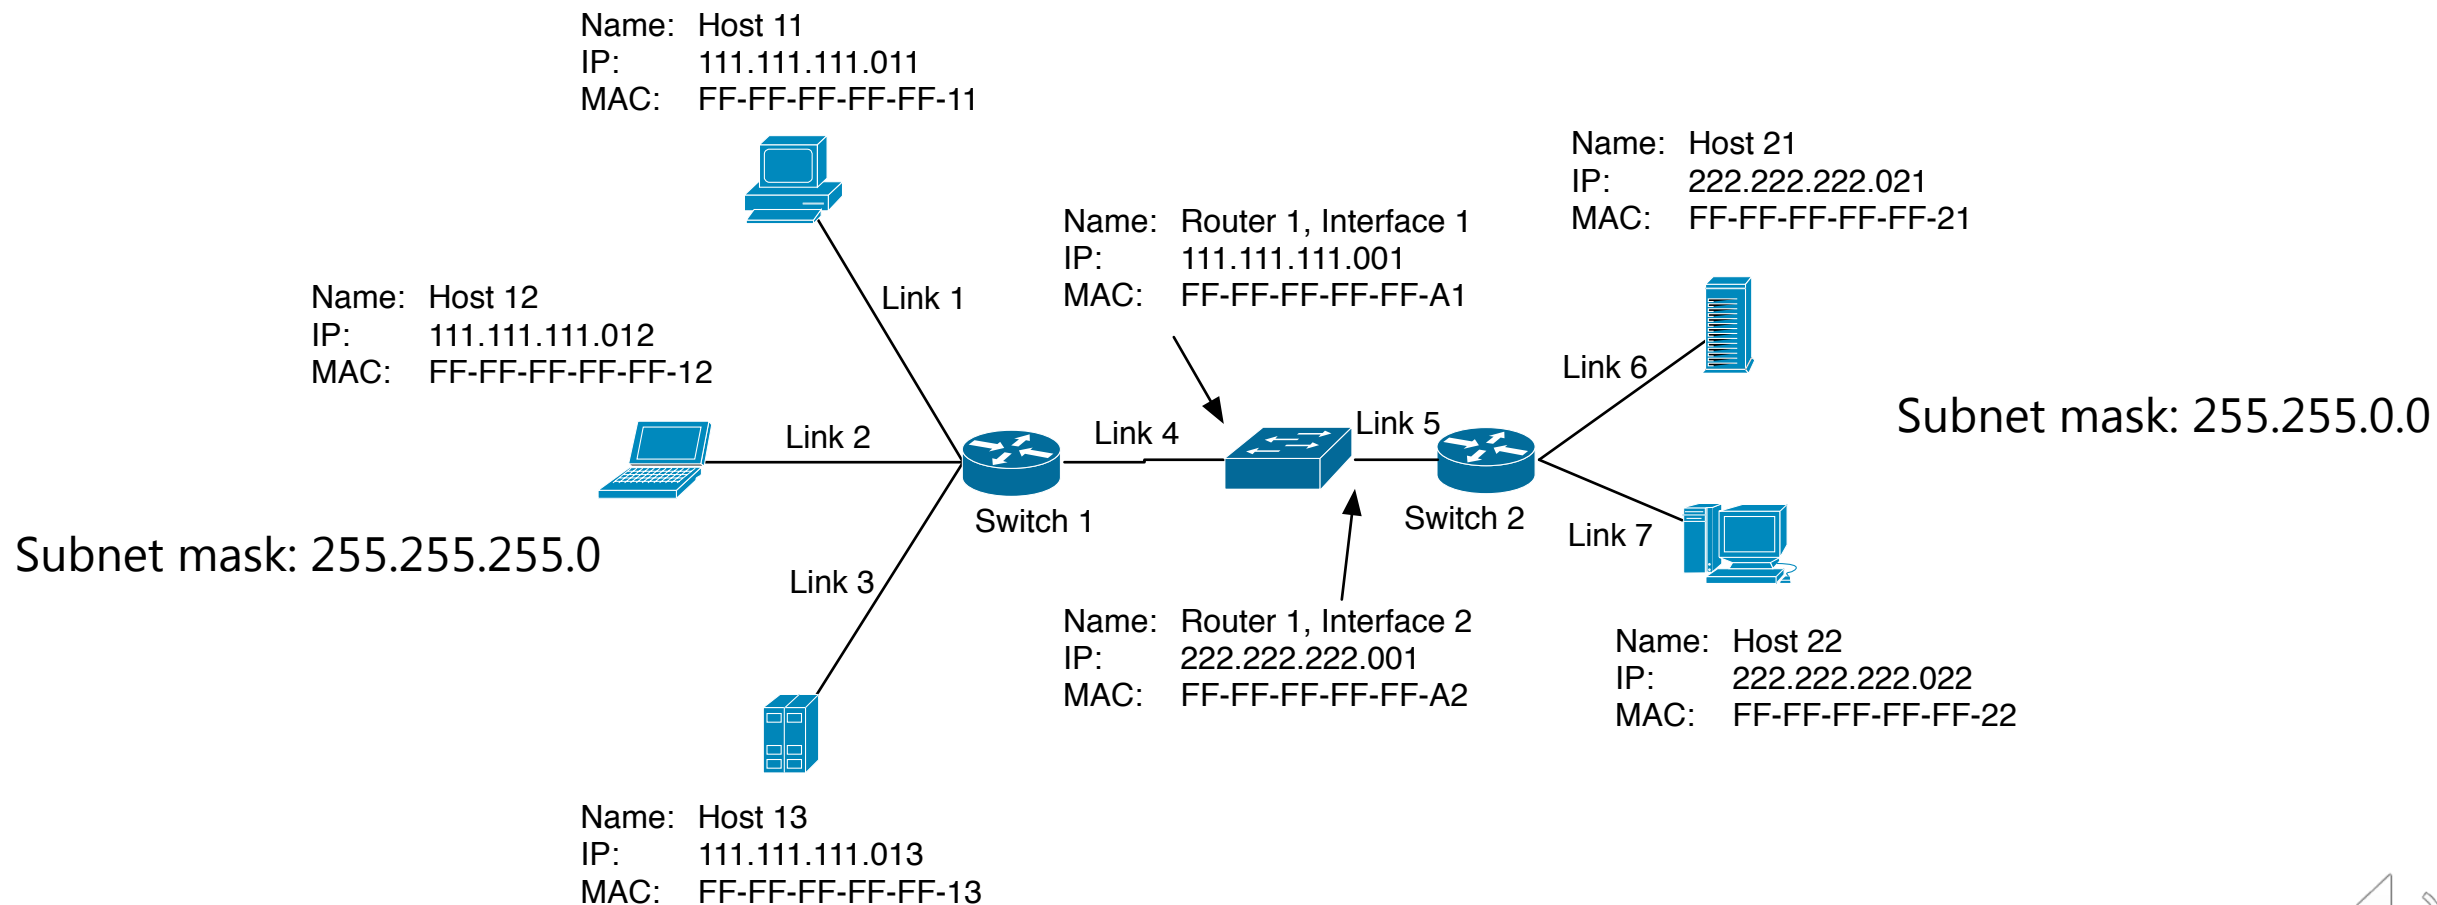 Name: Host 11
IP: 111.111.111.011
MAC: FF-FF-FF-FF-FF-11
Name: Host 21
IP: 222.222.222.021
MAC: FF-FF-FF-FF-FF-21
Name: Router 1, Interface 1
IP: 111.111.111.001
MAC: FF-FF-FF-FF-FF-A1
Name: Host 12
IP: 111.111.111.012
MAC: FF-FF-FF-FF-FF-12
Link 1
Link 6
Subnet mask: 255.255.0.0
Link 2
Link 4
Link 5
Switch 1
Switch 2
Link 7
Subnet mask: 255.255.255.0
Link 3
Name: Router 1, Interface 2
IP: 222.222.222.001
MAC: FF-FF-FF-FF-FF-A2
Name: Host 22
IP: 222.222.222.022
MAC: FF-FF-FF-FF-FF-22
Name: Host 13
IP: 111.111.111.013
MAC: FF-FF-FF-FF-FF-13